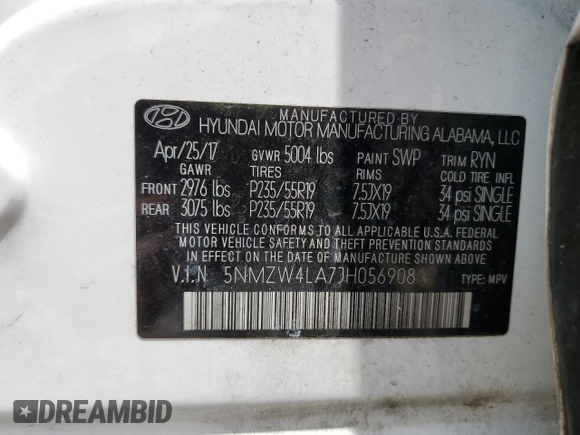 MANUFACTURED BY
HYUNDAI MOTOR MANUFACTURING ALABAMA, LLC
Apr/25/17 GVWR 5004 lbs PAINT SWP TRIM RYN
GAWR TIRES RIMS COLD TIRE INFL
FRONT 2976 lbs P235/55R19 7.5JX19 34 psi SINGLE
REAR 3075 lbs P235/55R19 7.5JX19 34 psi SINGLE
THIS VEHICLE CONFORMS TO ALL APPLICABLE U.S.A. FEDERAL
MOTOR VEHICLE SAFETY AND THEFT PREVENTION STANDARDS
IN EFFECT ON THE DATE OF MANUFACTURE SHOWN ABOVE.
V.I.N 5NMZW4LA7JH056908 TYPE: MPV
DREAMBID